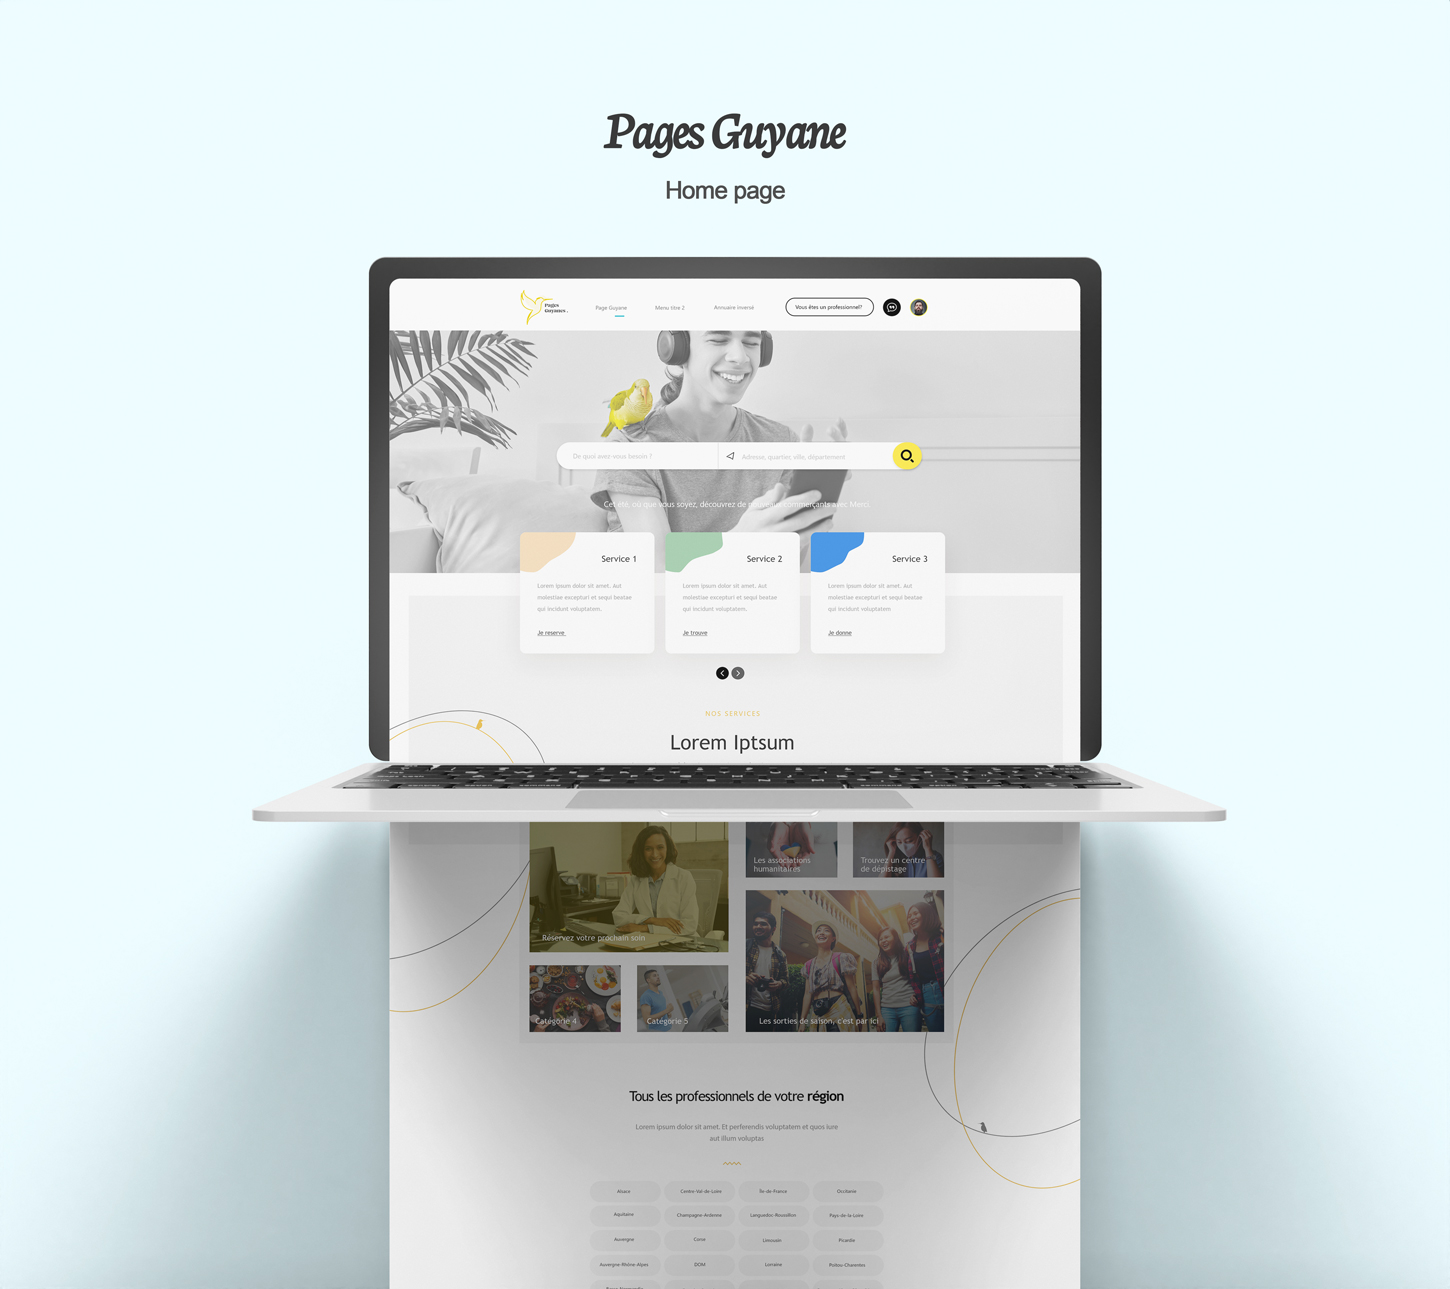 Pages Guyane
Home page
Pages
Guyanes.
Page Guyane
Menu titre 2
Annuaire inversé
Vous êtes un professionnel?
De quoi avez-vous besoin ?
Adresse, quartier, ville, département
Cet été, où que vous soyez, découvrez de nouveaux commerçants avec Merci.
Service 1
Lorem ipsum dolor sit amet. Aut
molestiae excepturi et sequi beatae
qui incidunt voluptatem.
Je reserve
Service 2
Lorem ipsum dolor sit amet. Aut
molestiae excepturi et sequi beatae
qui incidunt voluptatem.
Je trouve
Service 3
Lorem ipsum dolor sit amet. Aut
molestiae excepturi et sequi beatae
qui incidunt voluptatem
Je donne
NOS SERVICES
Lorem Iptsum
Les associations
humanitaires
Trouvez un centre
de dépistage
Réservez votre prochain soin
Catégorie 4
Catégorie 5
Les sorties de saison, c'est par ici
Tous les professionnels de votre région
Lorem ipsum dolor sit amet. Et perferendis voluptatem et quos iure
aut illum voluptas
Alsace
Centre-Val-de-Loire
Île-de-France
Occitanie
Aquitaine
Champagne-Ardenne
Languedoc-Roussillon
Pays-de-la-Loire
Auvergne
Corse
Limousin
Picardie
Auvergne-Rhône-Alpes
DOM
Lorraine
Poitou-Charentes